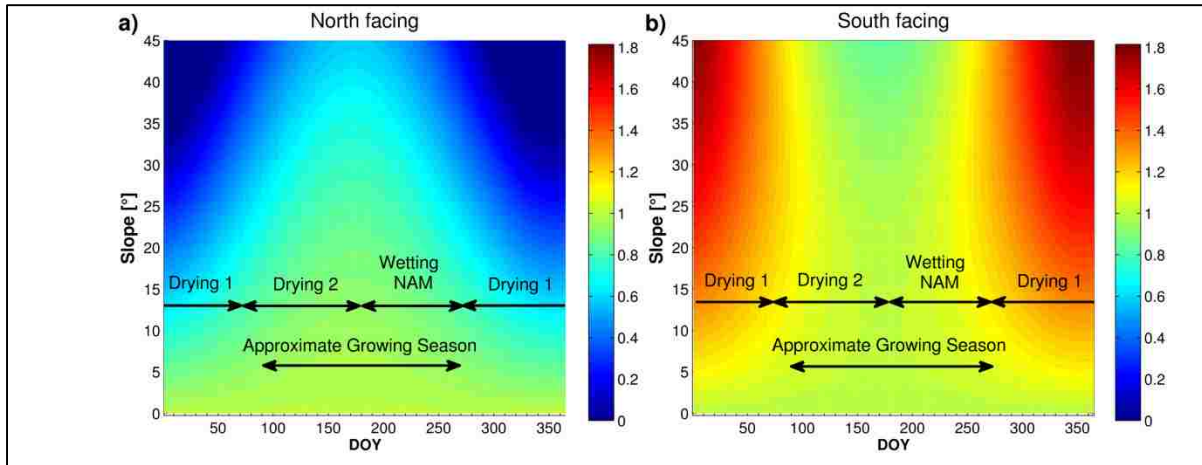 a) North facing
45
40
35
30
25
20
15
10
5
0
Slope [°]
Drying 1
Drying 2
Wetting
NAM
Drying 1
Approximate Growing Season
50 100 150 200 250 300 350
DOY
1.8
1.6
1.4
1.2
1
0.8
0.6
0.4
0.2
0
b) South facing
45
40
35
30
25
20
15
10
5
0
Slope [°]
Drying 1
Drying 2
Wetting
NAM
Drying 1
Approximate Growing Season
50 100 150 200 250 300 350
DOY
1.8
1.6
1.4
1.2
1
0.8
0.6
0.4
0.2
0